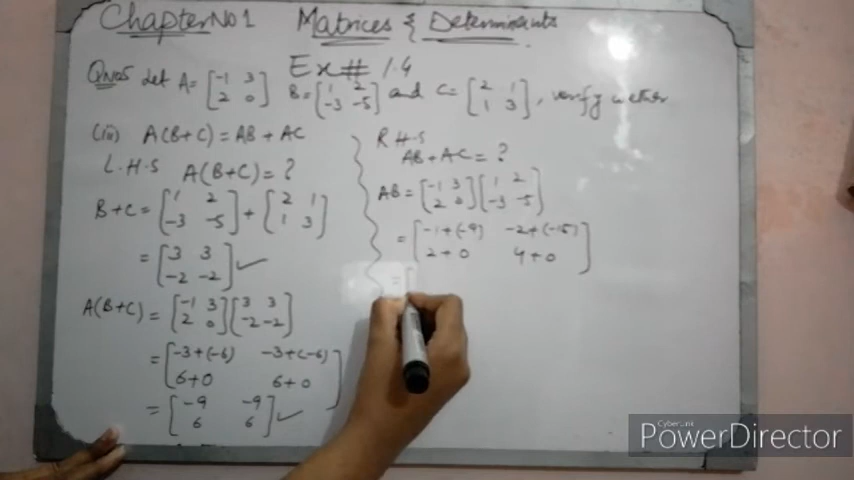 Chapter No 1 Matrices & Determinants
Ex# 1.4
Qno5 Let A = [-1 3 B = [1 2 and C = [2 1 , verify wether
2 0] -3 -5] 1 3]
(iii) A(B+C) = AB + AC
L.H.S A(B+C) = ?
B+C = [1 2 + [2 1
-3 -5] 1 3]
= [3 3
-2 -2] ✓
A(B+C) = [-1 3 [3 3
2 0] -2 -2]
= [-3+(-6) -3+(-6)
6+0 6+0]
= [-9 -9
6 6] ✓
R.H.S
AB + AC = ?
AB = [-1 3 [1 2
2 0] -3 -5]
= [-1+(-9) -2+(-15)
2+0 4+0]
= [
CyberLink
PowerDirector